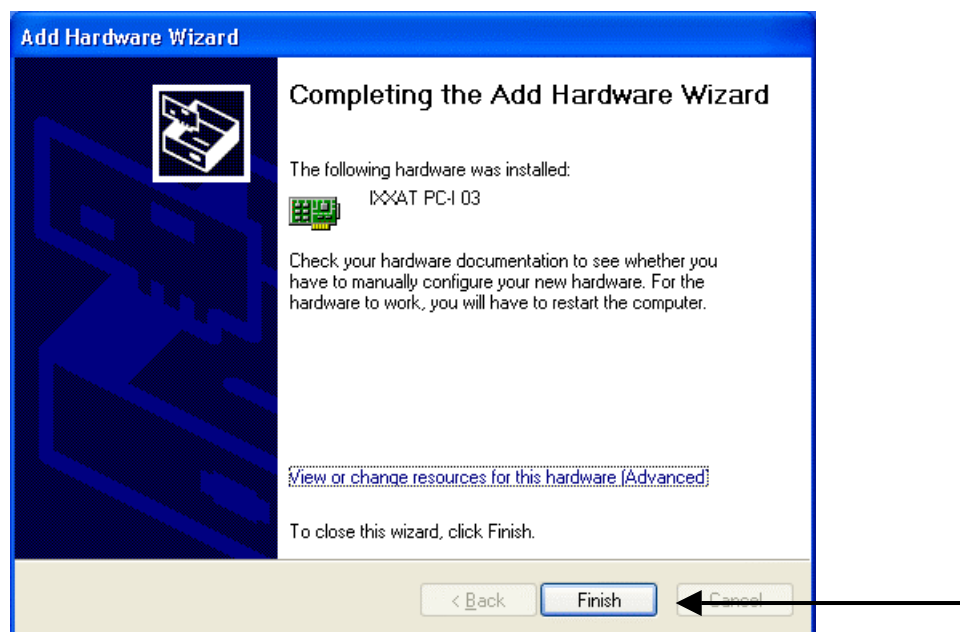 Add Hardware Wizard
Completing the Add Hardware Wizard
The following hardware was installed:
IXXAT PC-I 03
Check your hardware documentation to see whether you
have to manually configure your new hardware. For the
hardware to work, you will have to restart the computer.
View or change resources for this hardware (Advanced)
To close this wizard, click Finish.
< Back Finish Cancel